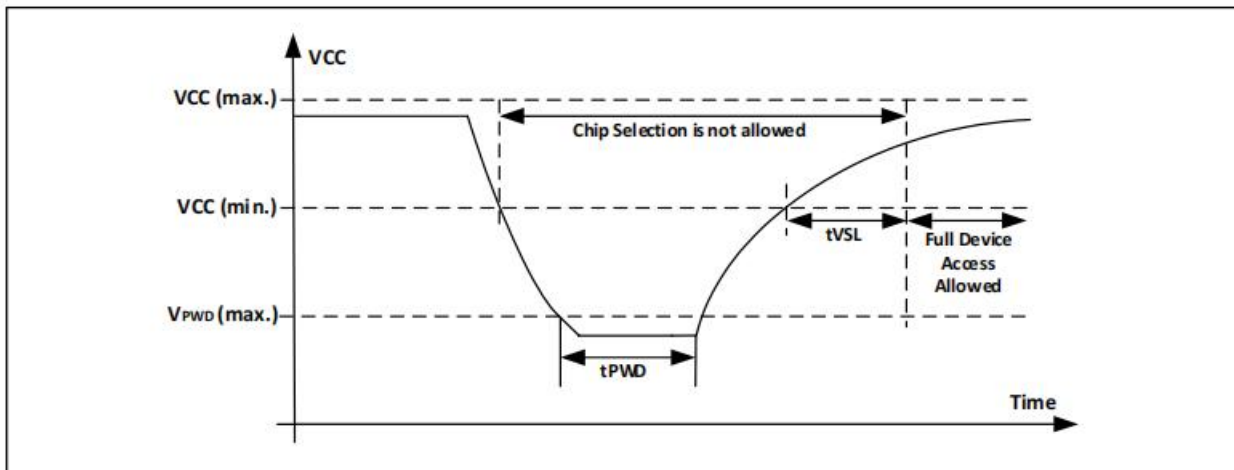 VCC
VCC (max.)
Chip Selection is not allowed
VCC (min.)
tVSL
Full Device
Access
Allowed
VPWD (max.)
tPWD
Time